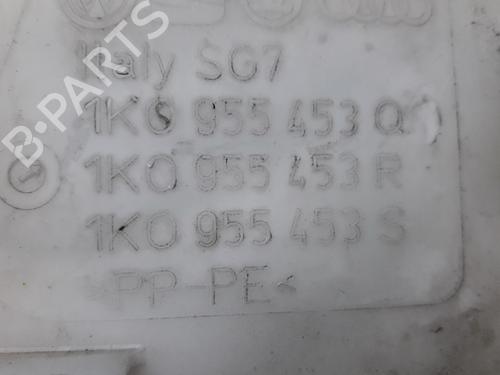 B-PARTS
Italy SG7
1K0 955 453 Q
1K0 955 453 R
1K0 955 453 S
>PP-PE<